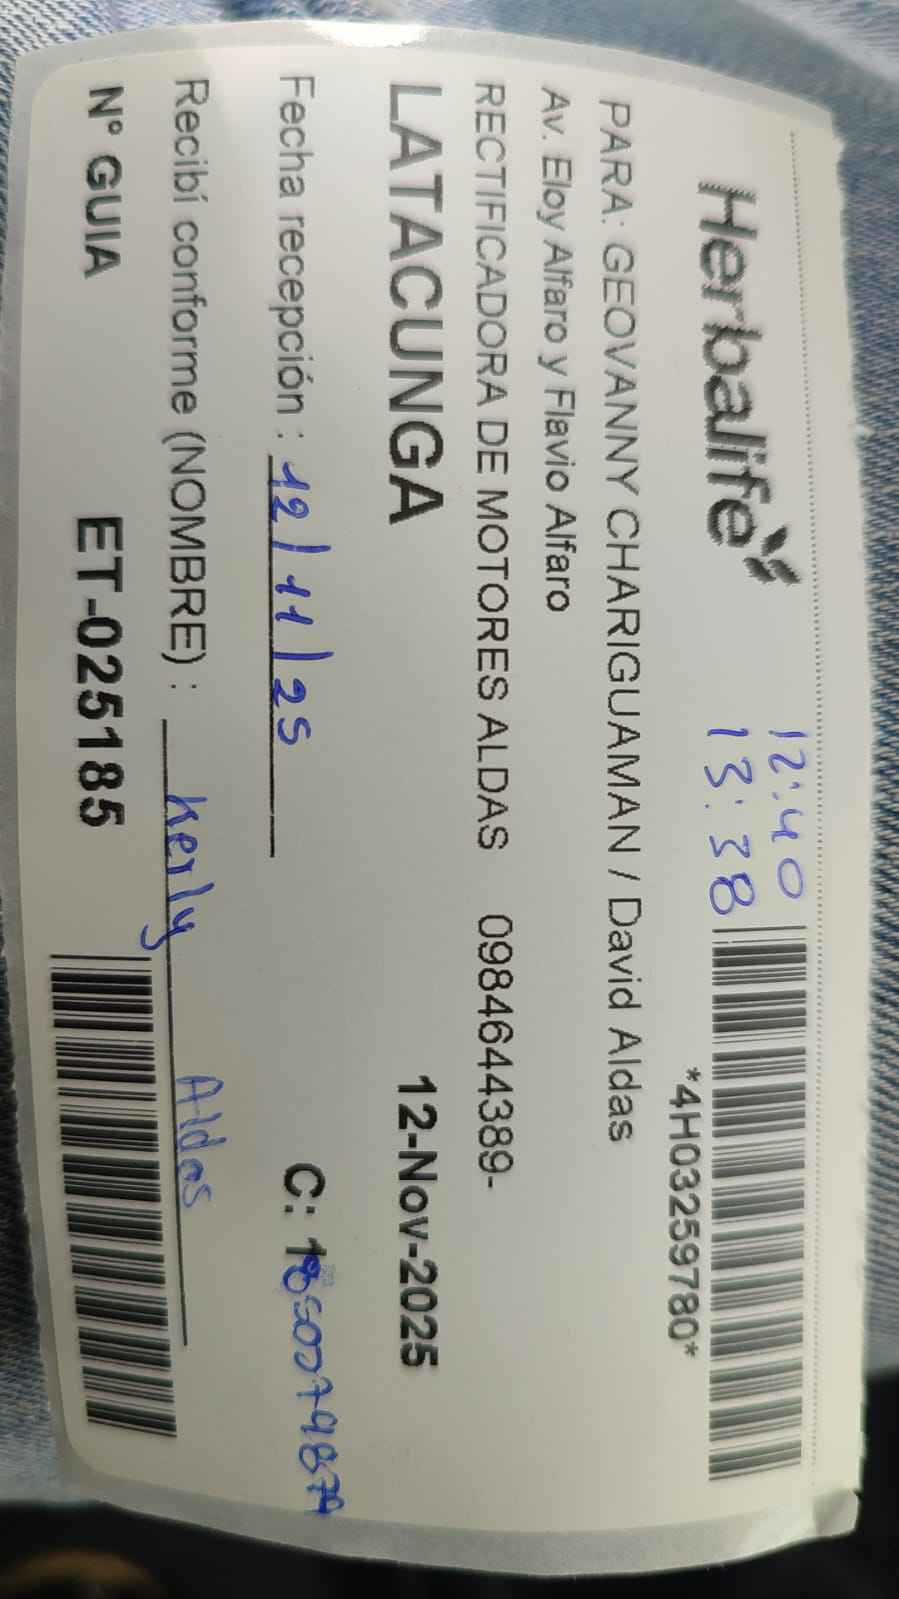 12:40
Herbalife 13:38
*4H03259780*
PARA: GEOVANNY CHARIGUAMAN / David Aldas
Av. Eloy Alfaro y Flavio Alfaro
RECTIFICADORA DE MOTORES ALDAS 0984644389-
LATACUNGA 12-Nov-2025
Fecha recepción : 12/11/25 C:
Recibí conforme (NOMBRE) : Kerly Aldas
N° GUIA ET-025185